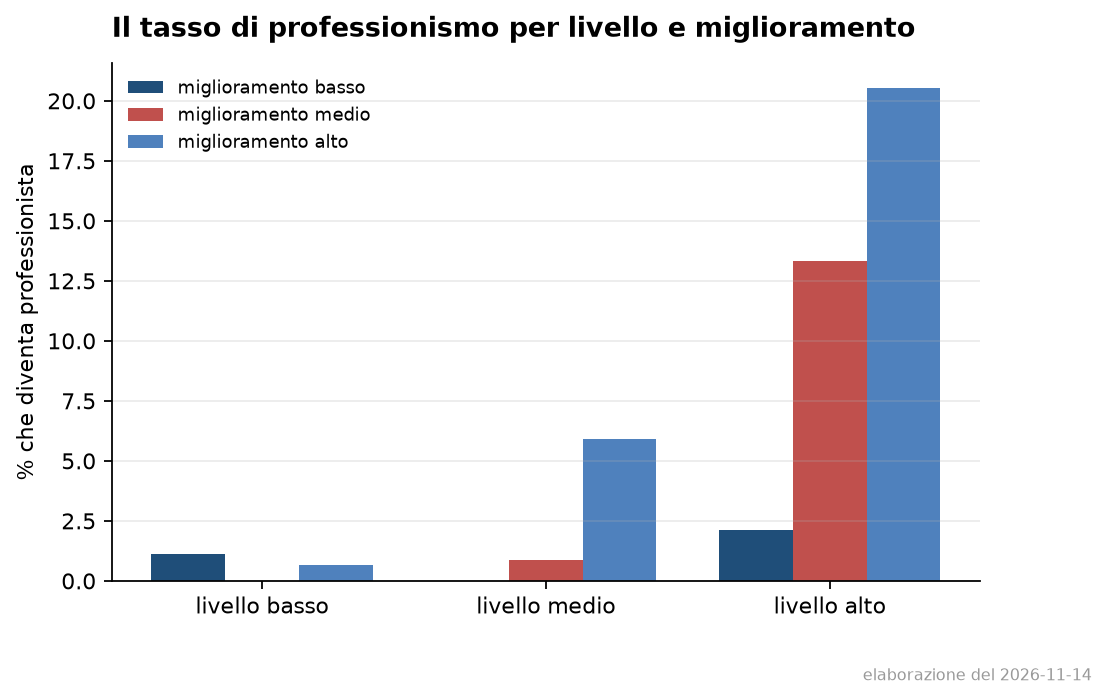 Il tasso di professionismo per livello e miglioramento
miglioramento basso
miglioramento medio
miglioramento alto
% che diventa professionista
20.0
17.5
15.0
12.5
10.0
7.5
5.0
2.5
0.0
livello basso
livello medio
livello alto
elaborazione del 2026-11-14